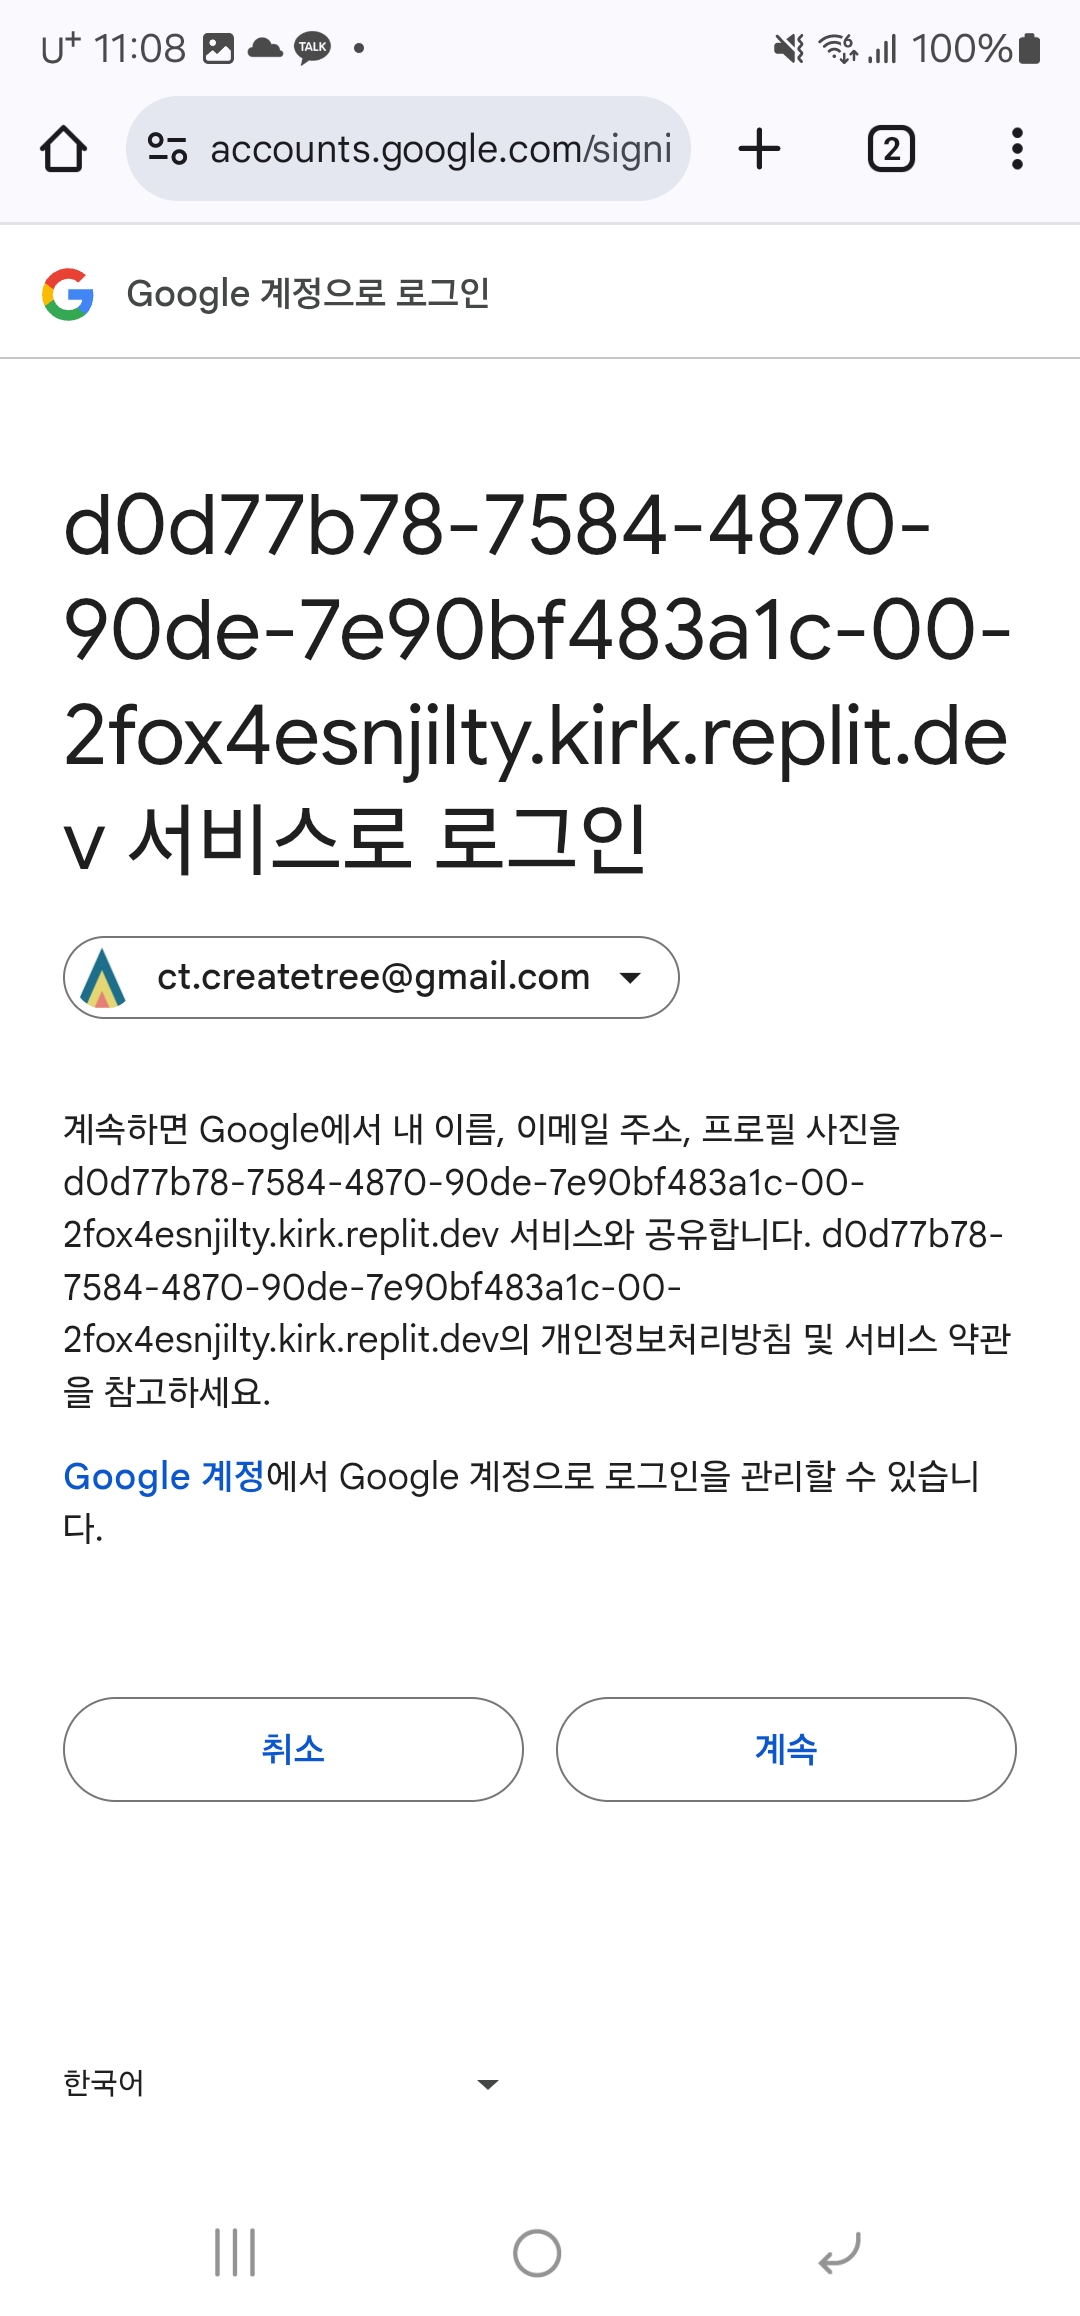 U+ 11:08 TALK 6 100%
accounts.google.com/signi 2
Google 계정으로 로그인
d0d77b78-7584-4870-
90de-7e90bf483a1c-00-
2fox4esnjilty.kirk.replit.de
v 서비스로 로그인
ct.createtree@gmail.com
계속하면 Google에서 내 이름, 이메일 주소, 프로필 사진을
d0d77b78-7584-4870-90de-7e90bf483a1c-00-
2fox4esnjilty.kirk.replit.dev 서비스와 공유합니다. d0d77b78-
7584-4870-90de-7e90bf483a1c-00-
2fox4esnjilty.kirk.replit.dev의 개인정보처리방침 및 서비스 약관
을 참고하세요.
Google 계정에서 Google 계정으로 로그인을 관리할 수 있습니
다.
취소 계속
한국어